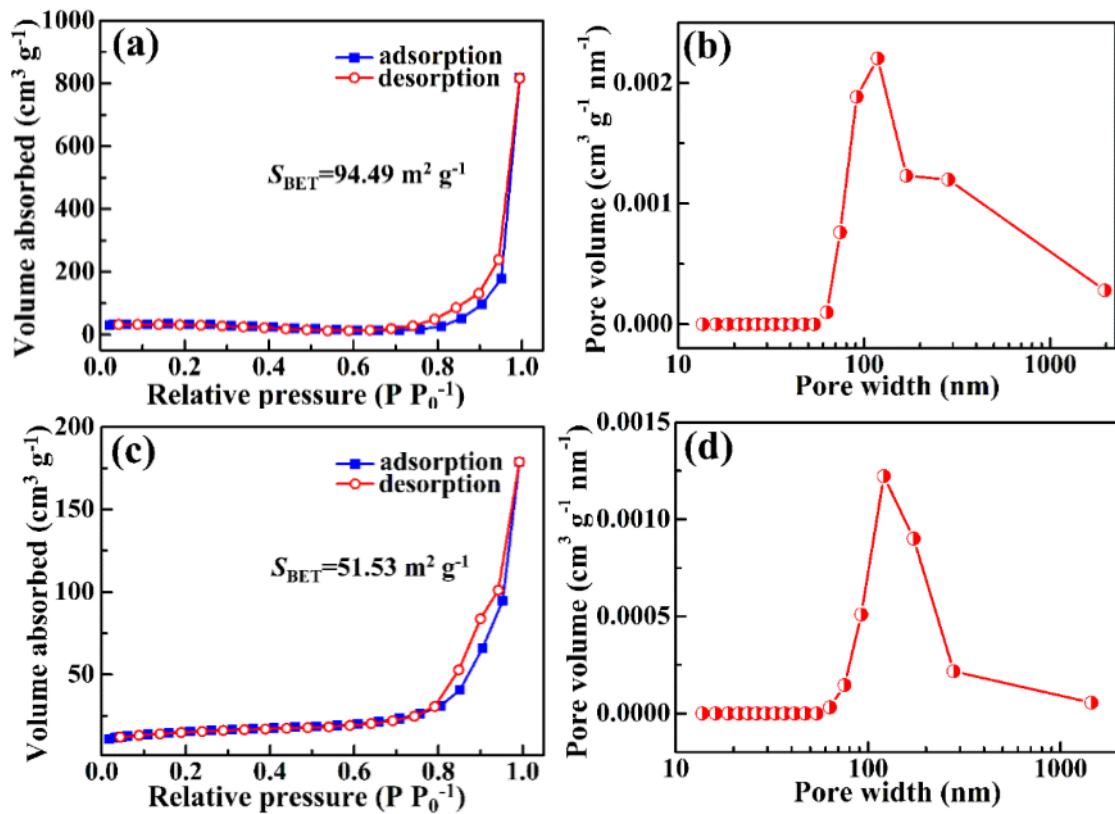 (a)
adsorption
desorption
S_BET=94.49 m² g⁻¹
1000
800
600
400
200
0
Volume absorbed (cm³ g⁻¹)
0.0 0.2 0.4 0.6 0.8 1.0
Relative pressure (P P₀⁻¹)
(b)
0.002
0.001
0.000
Pore volume (cm³ g⁻¹ nm⁻¹)
10 100 1000
Pore width (nm)
(c)
adsorption
desorption
S_BET=51.53 m² g⁻¹
200
150
100
50
Volume absorbed (cm³ g⁻¹)
0.0 0.2 0.4 0.6 0.8 1.0
Relative pressure (P P₀⁻¹)
(d)
0.0015
0.0010
0.0005
0.0000
Pore volume (cm³ g⁻¹ nm⁻¹)
10 100 1000
Pore width (nm)